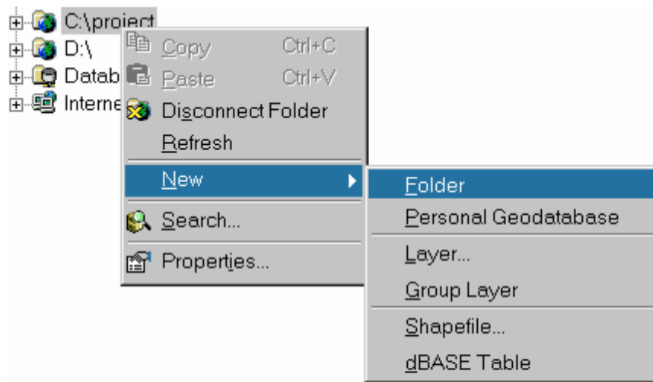 C:\project
D:\
Datab
Interne
Copy Ctrl+C
Paste Ctrl+V
Disconnect Folder
Refresh
New
Search...
Properties...
Folder
Personal Geodatabase
Layer...
Group Layer
Shapefile...
dBASE Table